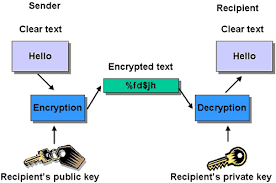 Sender
Recipient
Clear text
Clear text
Hello
Hello
Encrypted text
%fd$jh
Encryption
Decryption
Recipient's public key
Recipient's private key